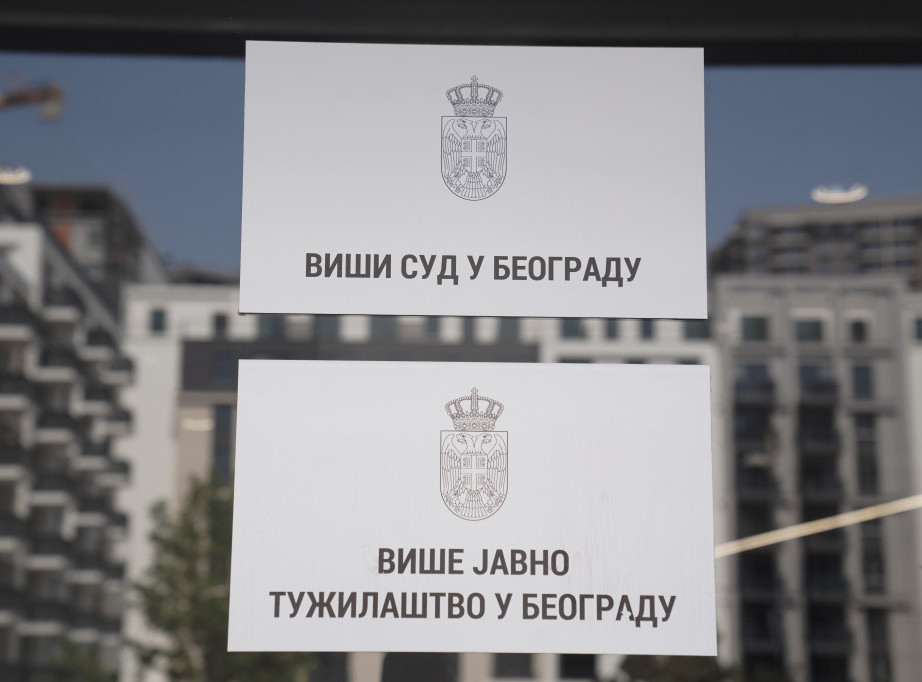 ВИШИ СУД У БЕОГРАДУ
ВИШЕ ЈАВНО
ТУЖИЛАШТВО У БЕОГРАДУ